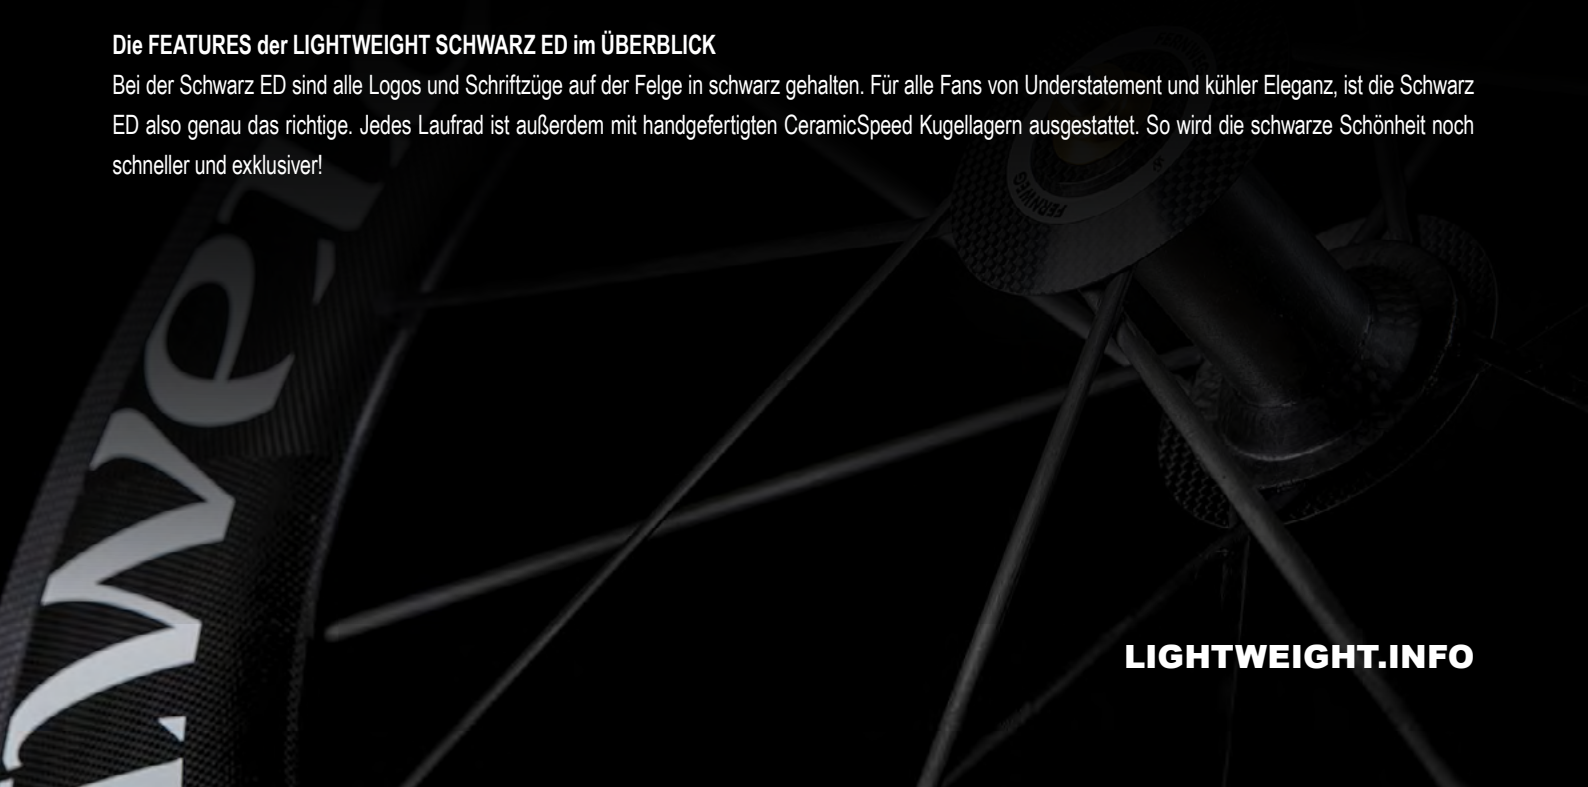 Die FEATURES der LIGHTWEIGHT SCHWARZ ED im ÜBERBLICK
Bei der Schwarz ED sind alle Logos und Schriftzüge auf der Felge in schwarz gehalten. Für alle Fans von Understatement und kühler Eleganz, ist die Schwarz
ED also genau das richtige. Jedes Laufrad ist außerdem mit handgefertigten CeramicSpeed Kugellagern ausgestattet. So wird die schwarze Schönheit noch
schneller und exklusiver!
FERNWEG
FERNWEG
LIGHTWEIGHT.INFO